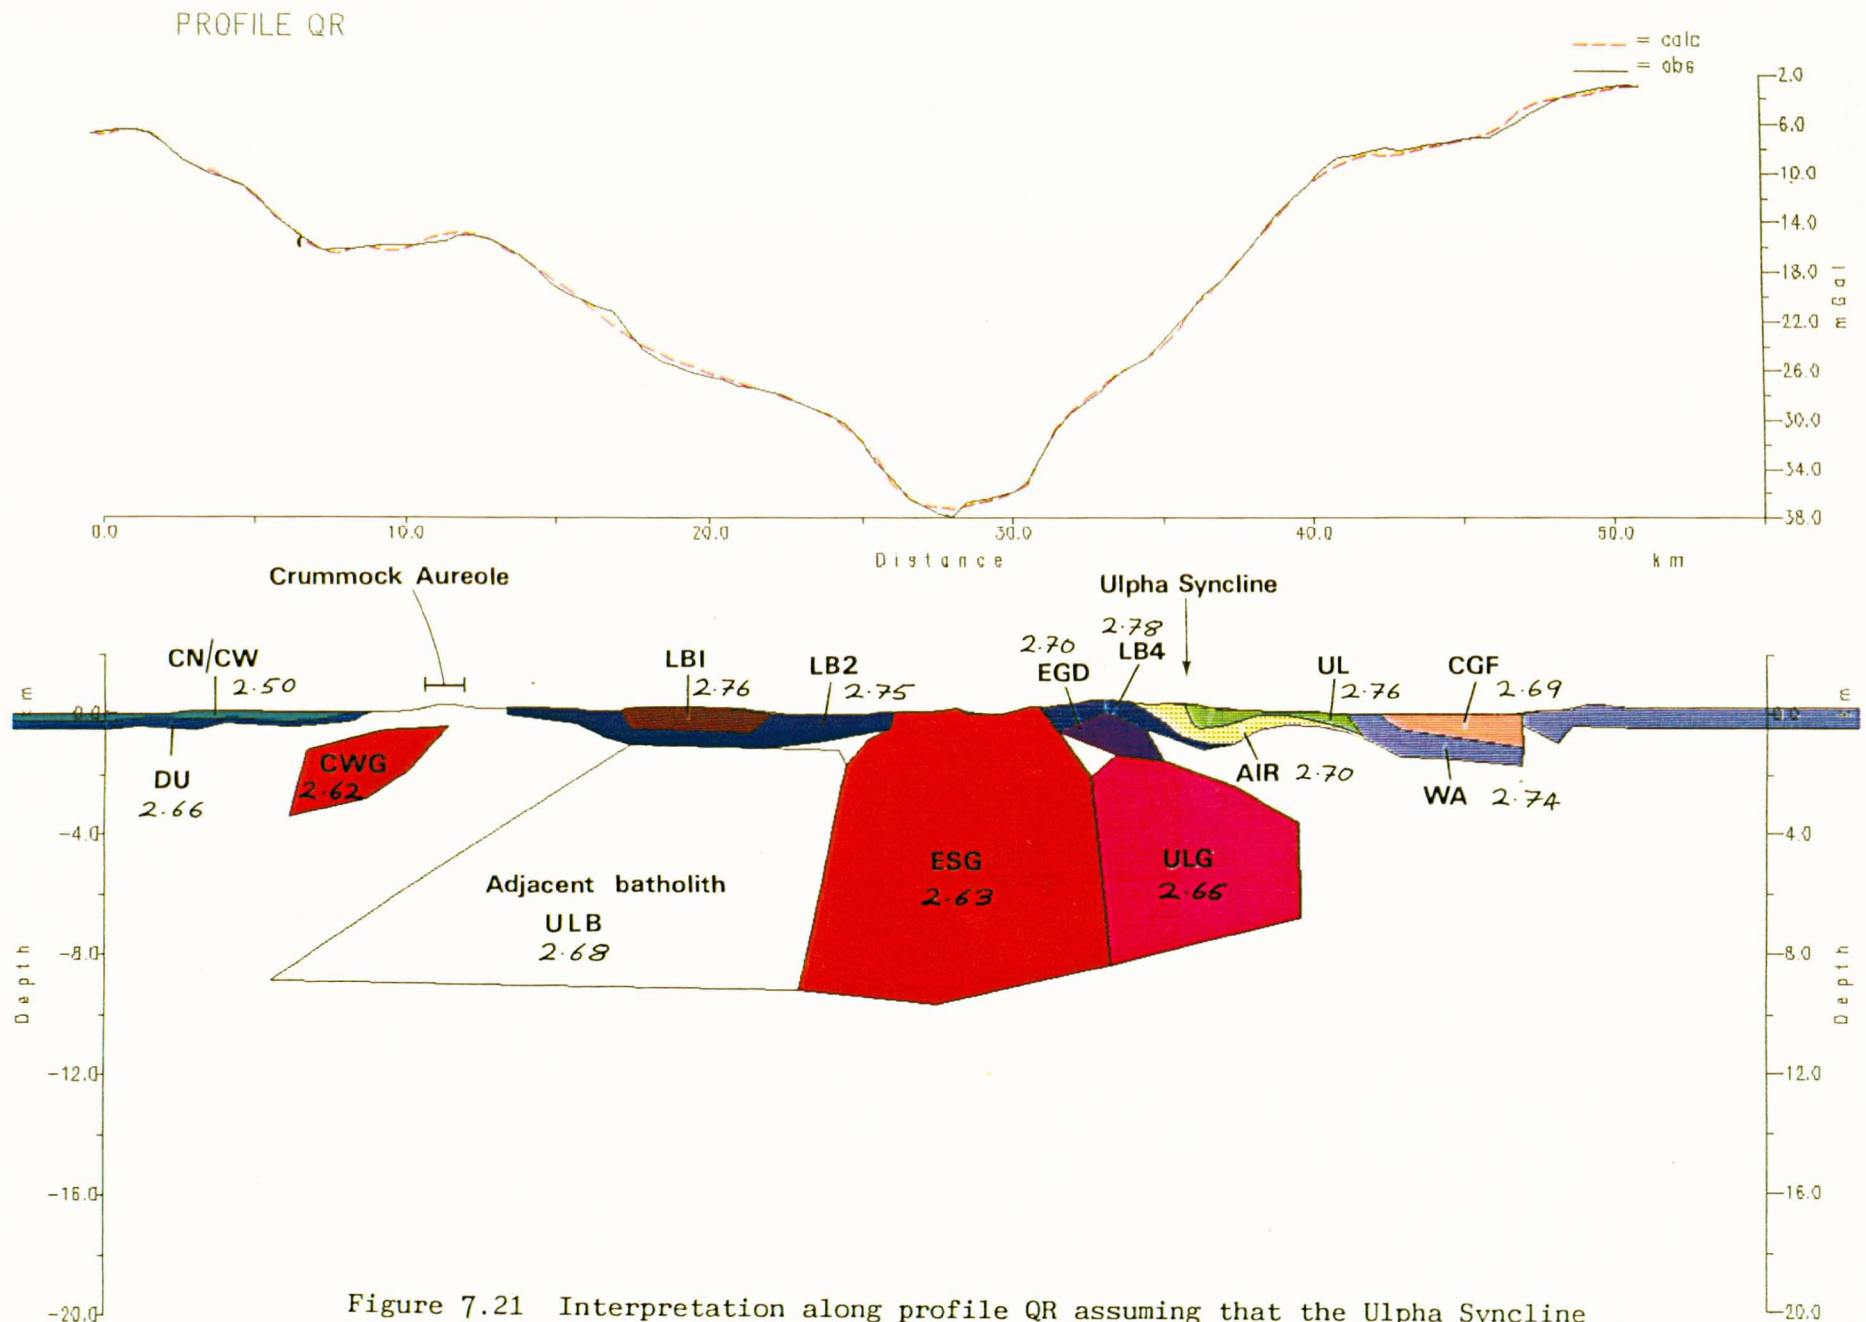 PROFILE QR
= calc
= obs
-2.0
-6.0
-10.0
-14.0
-18.0
-22.0
-26.0
-30.0
-34.0
-38.0
mGal
0.0 10.0 20.0 30.0 40.0 50.0
Distance km
Crummock Aureole
Ulpha Syncline
CN/CW 2.50
LB1 2.76
LB2 2.75
2.70 EGD
2.78 LB4
UL 2.76
CGF 2.69
0.0
0.0
DU 2.66
CWG 2.62
AIR 2.70
WA 2.74
-4.0
-4.0
Adjacent batholith
ULB
2.68
ESG
2.63
ULG
2.65
-8.0
-8.0
Depth
Depth
-12.0
-12.0
-16.0
-16.0
-20.0
-20.0
Figure 7.21 Interpretation along profile QR assuming that the Ulpha Syncline